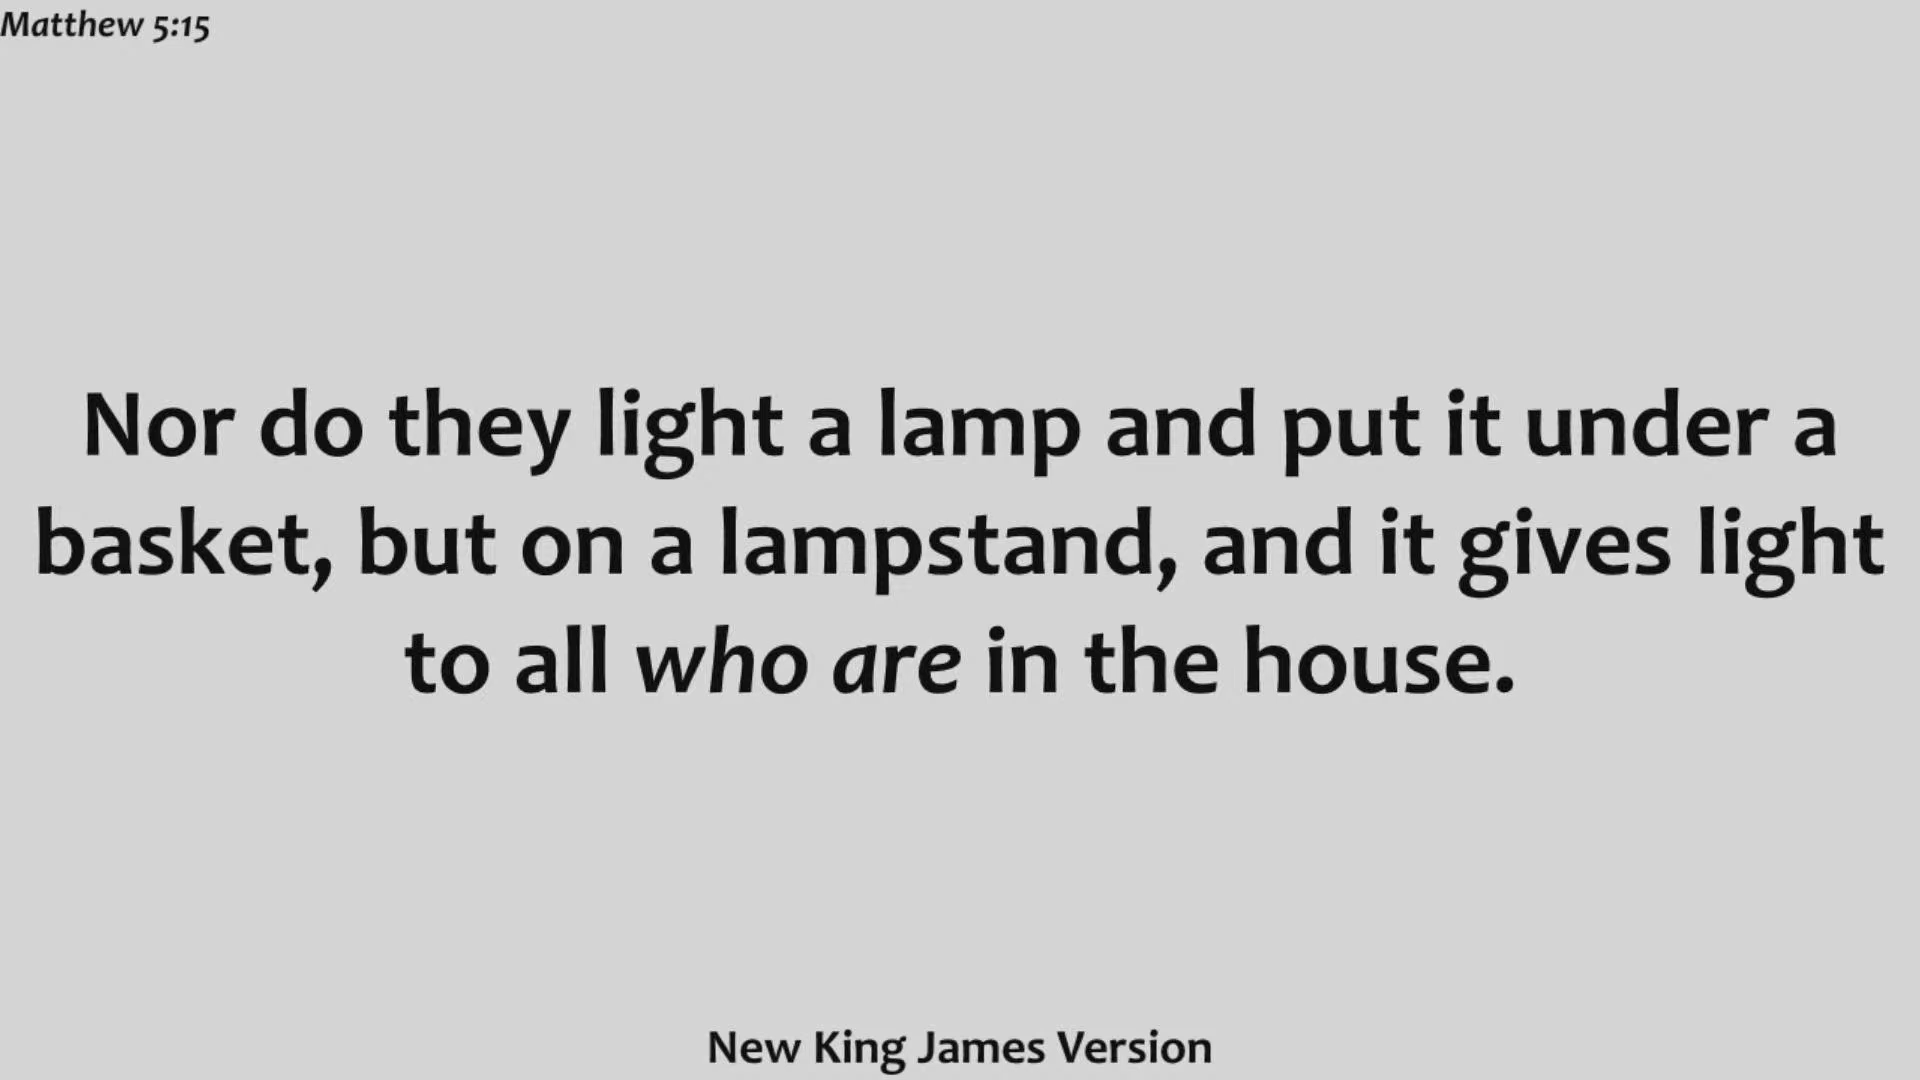 Matthew 5:15
Nor do they light a lamp and put it under a
basket, but on a lampstand, and it gives light
to all who are in the house.
New King James Version